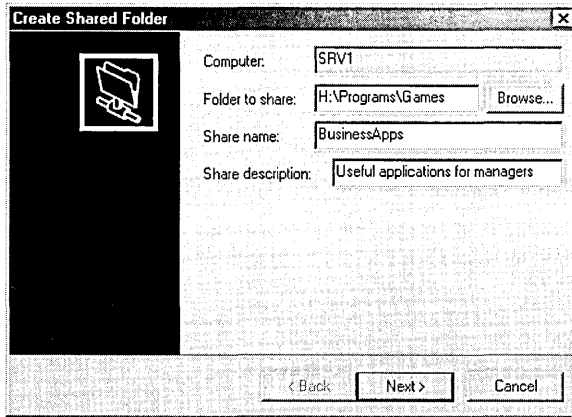 Create Shared Folder
Computer: SRV1
Folder to share: H:\Programs\Games Browse...
Share name: BusinessApps
Share description: Useful applications for managers
< Back Next > Cancel